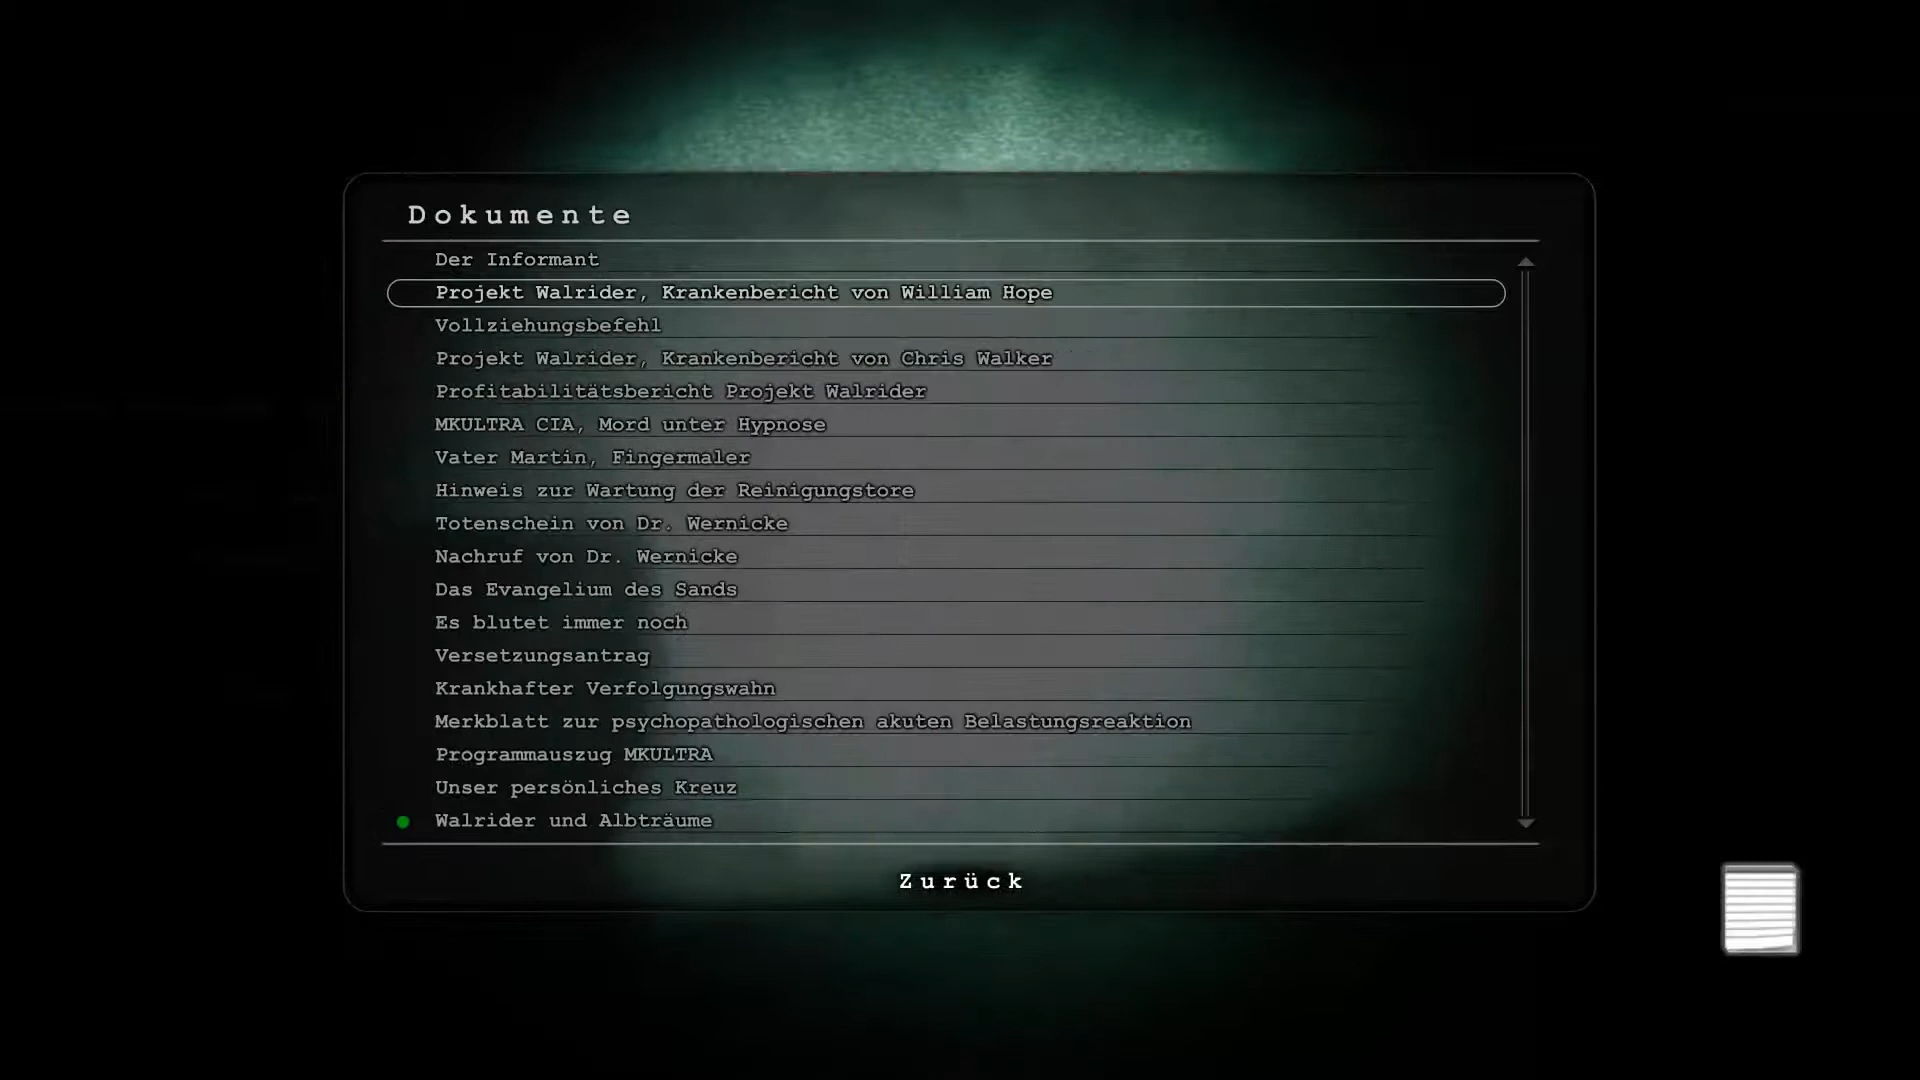 Dokumente
Der Informant
Projekt Walrider, Krankenbericht von William Hope
Vollziehungsbefehl
Projekt Walrider, Krankenbericht von Chris Walker
Profitabilitätsbericht Projekt Walrider
MKULTRA CIA, Mord unter Hypnose
Vater Martin, Fingermaler
Hinweis zur Wartung der Reinigungstore
Totenschein von Dr. Wernicke
Nachruf von Dr. Wernicke
Das Evangelium des Sands
Es blutet immer noch
Versetzungsantrag
Krankhafter Verfolgungswahn
Merkblatt zur psychopathologischen akuten Belastungsreaktion
Programmauszug MKULTRA
Unser persönliches Kreuz
Walrider und Albträume
Zurück